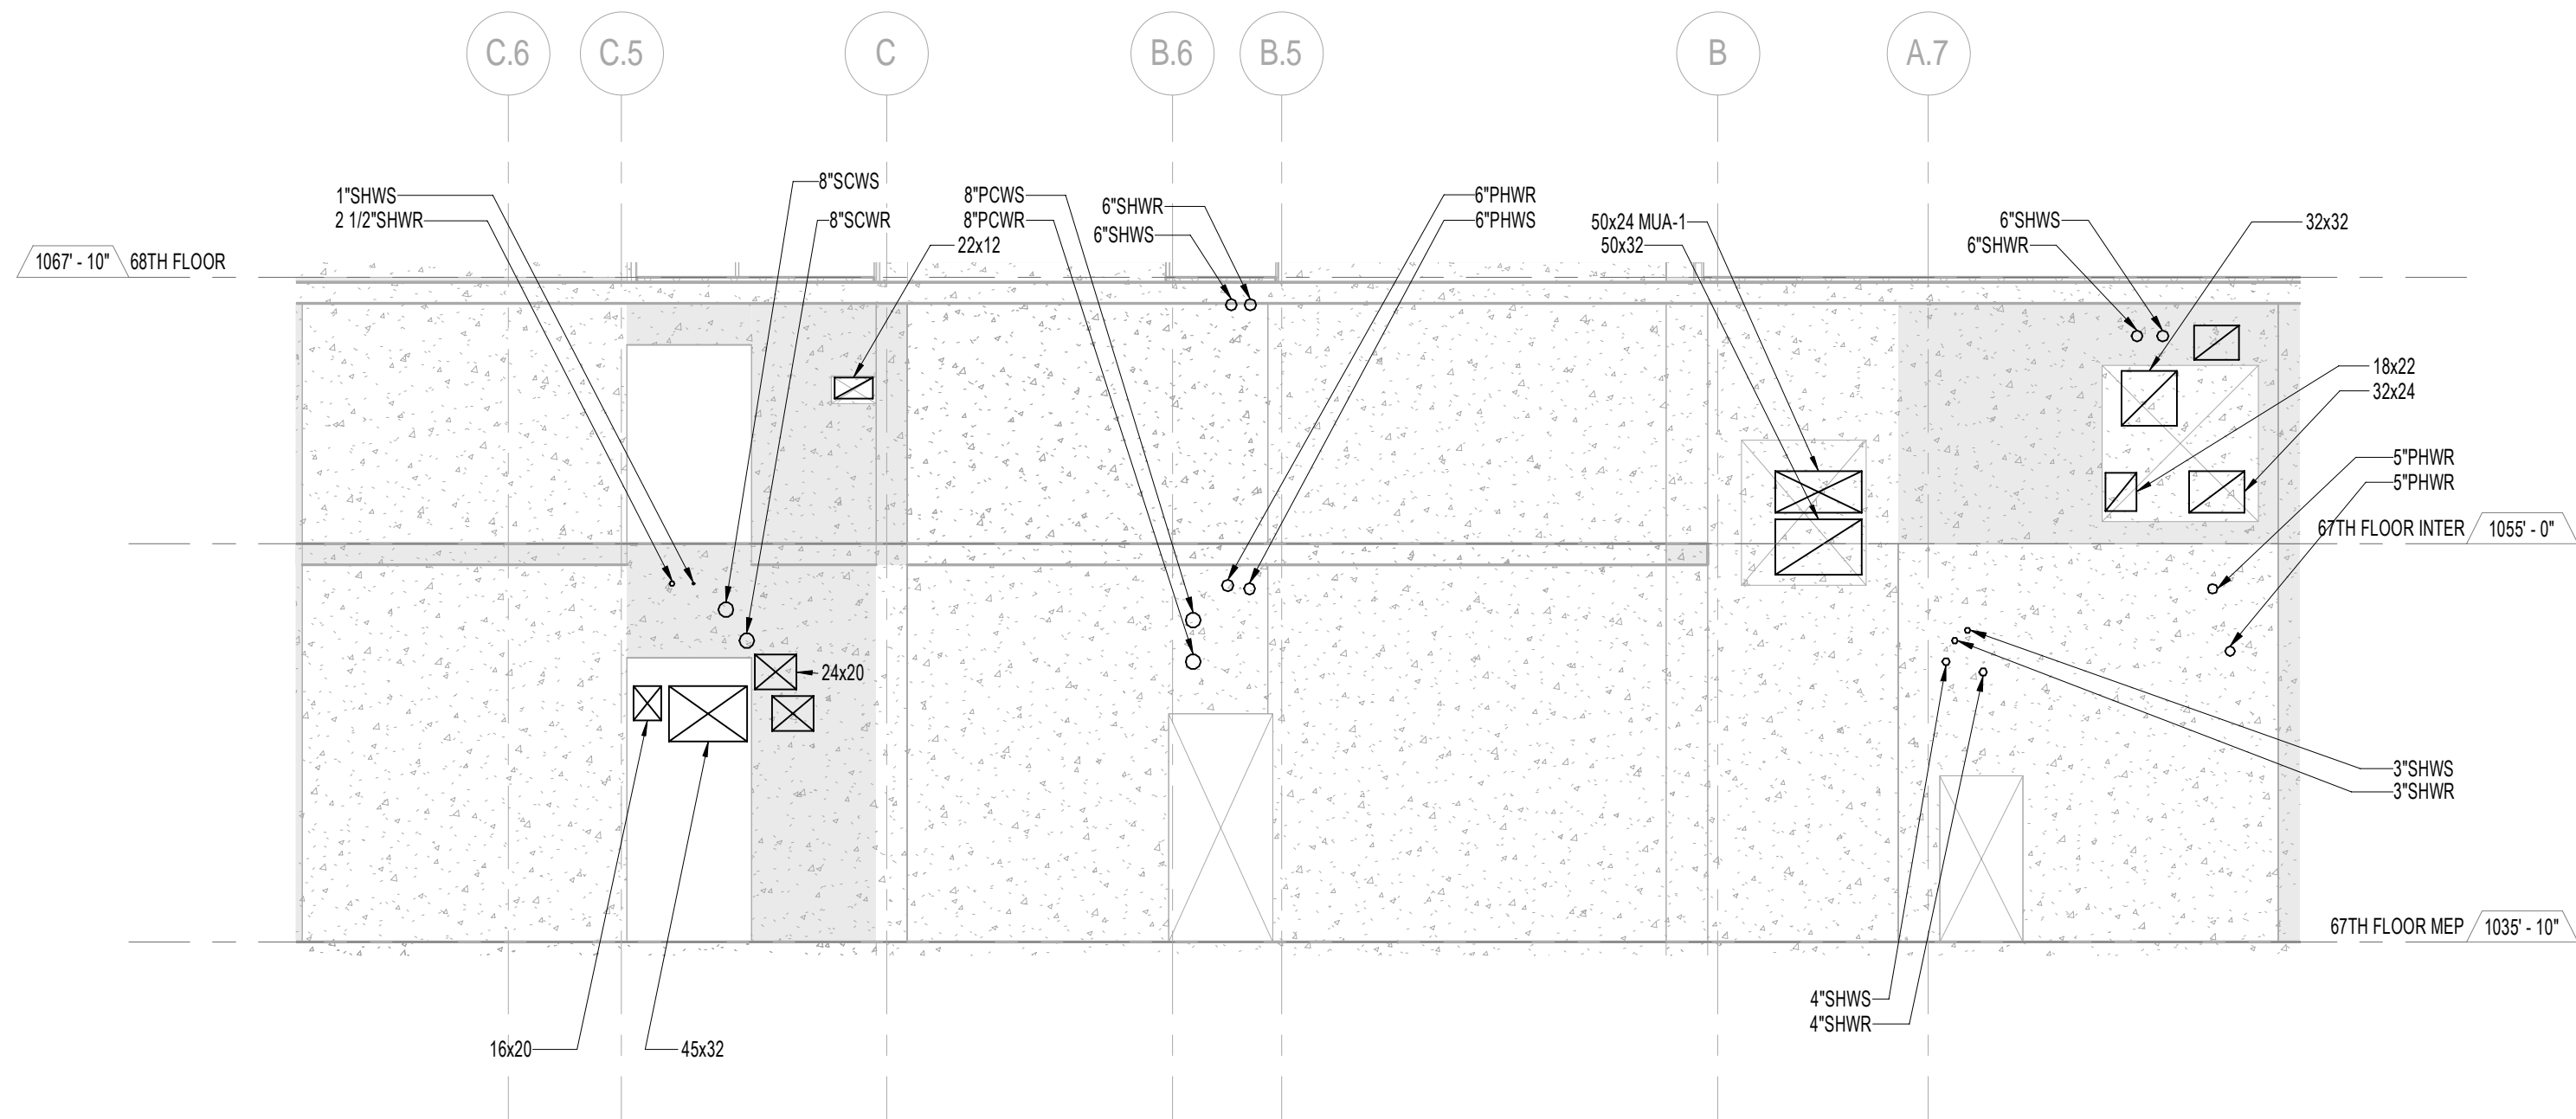 C.6
C.5
C
B.6
B.5
B
A.7
1"SHWS
2 1/2"SHWR
8"SCWS
8"SCWR
22x12
8"PCWS
8"PCWR
6"SHWR
6"SHWS
6"PHWR
6"PHWS
50x24 MUA-1
50x32
6"SHWS
6"SHWR
32x32
1067' - 10" 68TH FLOOR
18x22
32x24
5"PHWR
5"PHWR
67TH FLOOR INTER 1055' - 0"
24x20
3"SHWS
3"SHWR
67TH FLOOR MEP 1035' - 10"
4"SHWS
4"SHWR
16x20
45x32